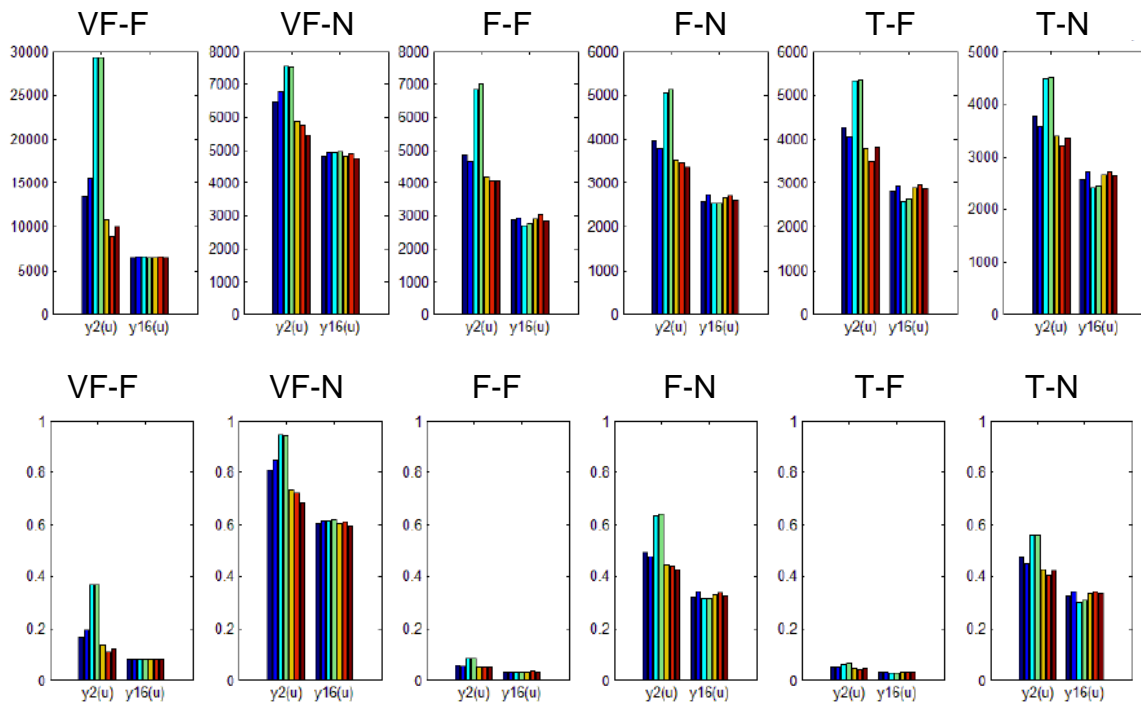 VF-F VF-N F-F F-N T-F T-N
30000 8000 8000 6000 6000 5000
25000 7000 7000 5000 5000 4000
20000 6000 6000 4000 4000 3000
15000 5000 5000 3000 3000 2000
10000 4000 4000 2000 2000 1000
5000 3000 3000 1000 1000 0
0 2000 2000 0 0
1000 1000
0 0
y2(u) y16(u) y2(u) y16(u) y2(u) y16(u) y2(u) y16(u) y2(u) y16(u) y2(u) y16(u)
VF-F VF-N F-F F-N T-F T-N
1 1 1 1 1 1
0.8 0.8 0.8 0.8 0.8 0.8
0.6 0.6 0.6 0.6 0.6 0.6
0.4 0.4 0.4 0.4 0.4 0.4
0.2 0.2 0.2 0.2 0.2 0.2
0 0 0 0 0 0
y2(u) y16(u) y2(u) y16(u) y2(u) y16(u) y2(u) y16(u) y2(u) y16(u) y2(u) y16(u)